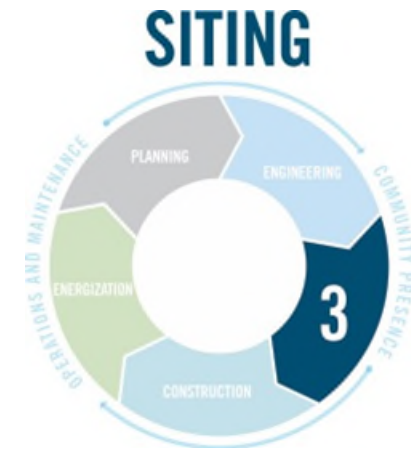 SITING
PLANNING
ENGINEERING
3
CONSTRUCTION
ENERGIZATION
OPERATIONS AND MAINTENANCE
COMMUNITY PRESENCE